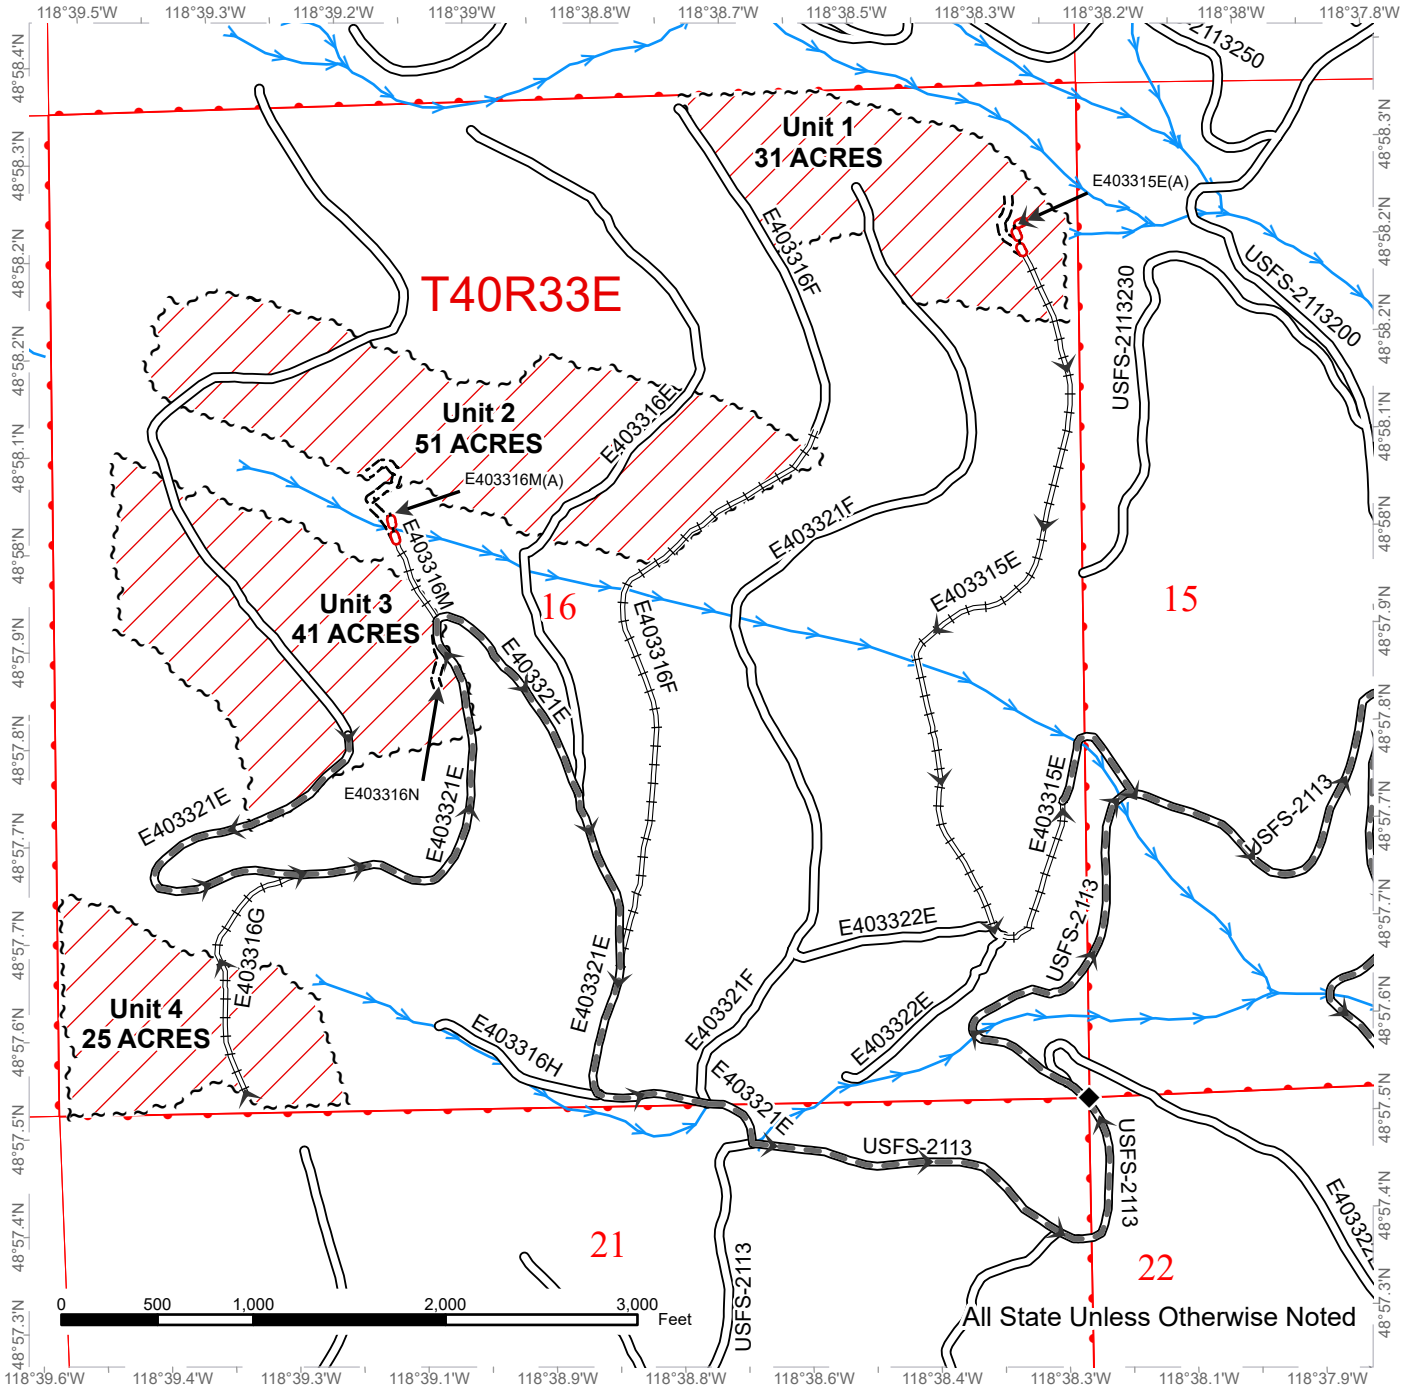 118°39.5'W 118°39.3'W 118°39.2'W 118°39'W 118°38.8'W 118°38.7'W 118°38.5'W 118°38.3'W 118°38.2'W 118°38'W 118°37.8'W
48°58.4'N
48°58.3'N
48°58.2'N
48°58.2'N
48°58.1'N
48°58'N
48°57.9'N
48°57.8'N
48°57.7'N
48°57.7'N
48°57.6'N
48°57.5'N
48°57.4'N
48°57.3'N
2113250
Unit 1
31 ACRES
E403315E(A)
E403316F
USFS-2113200
USFS-2113230
T40R33E
Unit 2
51 ACRES
E403316E
E403316M(A)
E403316M
E403321F
E403315E
Unit 3
41 ACRES
16
15
E403316F
E403321E
E403316N
E403321E
E403321E
E403315E
USFS-2113
USFS-2113
E403316G
E403322E
Unit 4
25 ACRES
E403321E
E403321F
E403322E
E403316H
E403321E
USFS-2113
USFS-2113
E403322E
21
22
USFS-2113
0 500 1,000 2,000 3,000
Feet
All State Unless Otherwise Noted
48°58.3'N
48°58.2'N
48°58.2'N
48°58.1'N
48°58'N
48°57.9'N
48°57.8'N
48°57.7'N
48°57.7'N
48°57.6'N
48°57.5'N
48°57.4'N
48°57.3'N
118°39.6'W 118°39.4'W 118°39.3'W 118°39.1'W 118°38.9'W 118°38.8'W 118°38.6'W 118°38.4'W 118°38.3'W 118°38.1'W 118°37.9'W